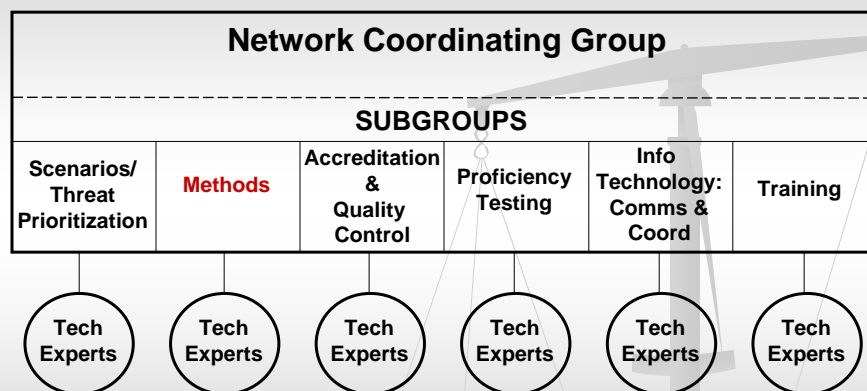 Network Coordinating Group
SUBGROUPS
Scenarios/
Threat
Prioritization
Methods
Accreditation
&
Quality
Control
Proficiency
Testing
Info
Technology:
Comms &
Coord
Training
Tech
Experts
Tech
Experts
Tech
Experts
Tech
Experts
Tech
Experts
Tech
Experts